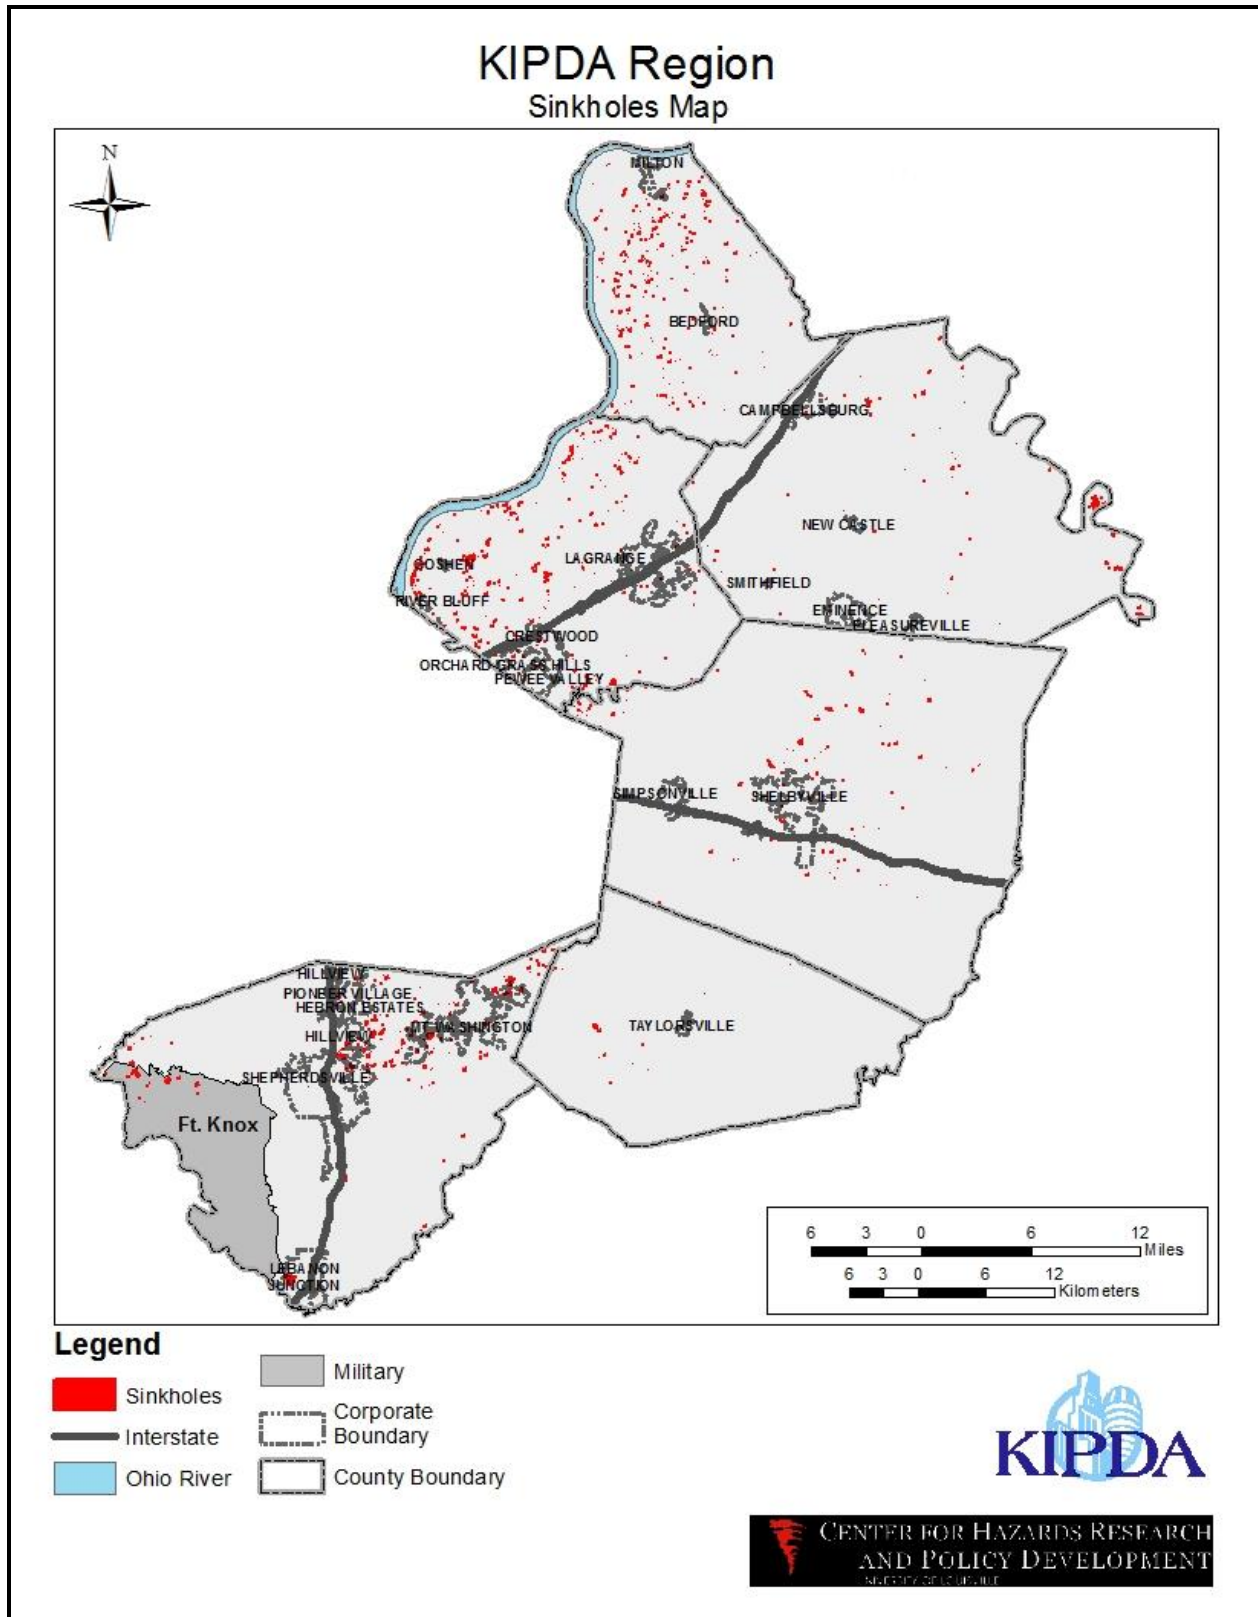 KIPDA Region
Sinkholes Map
N
MILTON
BEDFORD
CAMPBELLSBURG
NEW CASTLE
LAGRANGE
GOSHEN
SMITHFIELD
RIVER BLUFF
EMINENCE
PLEASUREVILLE
CRESTWOOD
ORCHARD GRASS HILLS
PEWEE VALLEY
SIMPSONVILLE
SHELBYVILLE
HILLVIEW
PIONEER VILLAGE
HEBRON ESTATES
HILLVIEW
MT WASHINGTON
TAYLORSVILLE
SHEPHERDSVILLE
Ft. Knox
LEBANON
JUNCTION
6 3 0 6 12
Miles
6 3 0 6 12
Kilometers
Legend
Sinkholes
Interstate
Ohio River
Military
Corporate
Boundary
County Boundary
KIPDA
CENTER FOR HAZARDS RESEARCH
AND POLICY DEVELOPMENT
UNIVERSITY OF LOUISVILLE